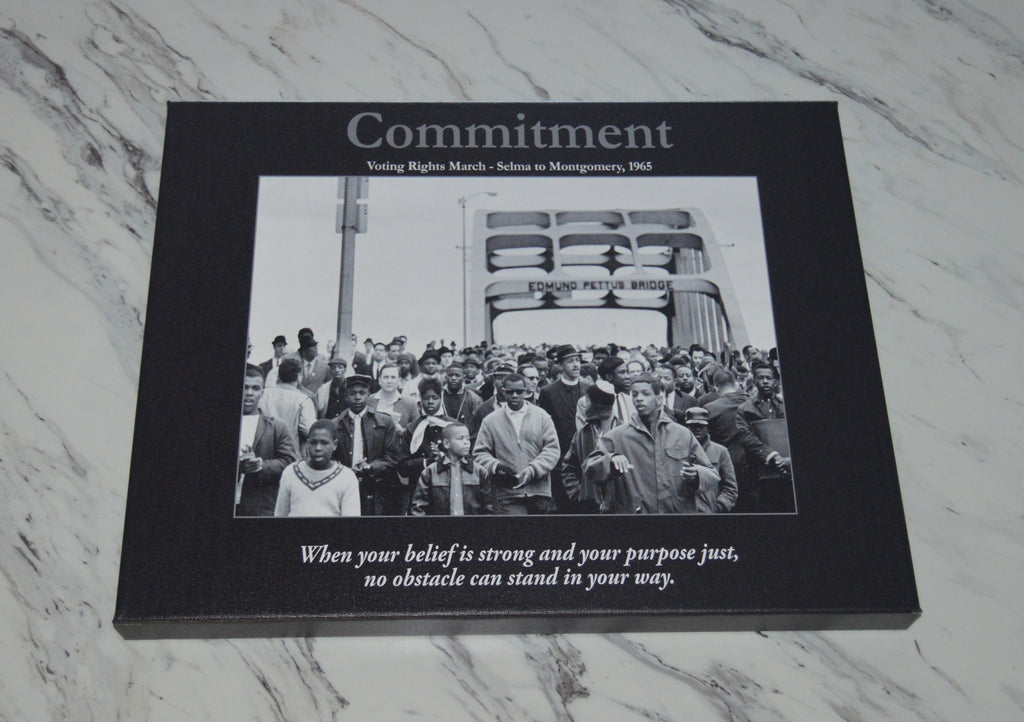 Commitment
Voting Rights March - Selma to Montgomery, 1965
EDMUND PETTUS BRIDGE
When your belief is strong and your purpose just,
no obstacle can stand in your way.